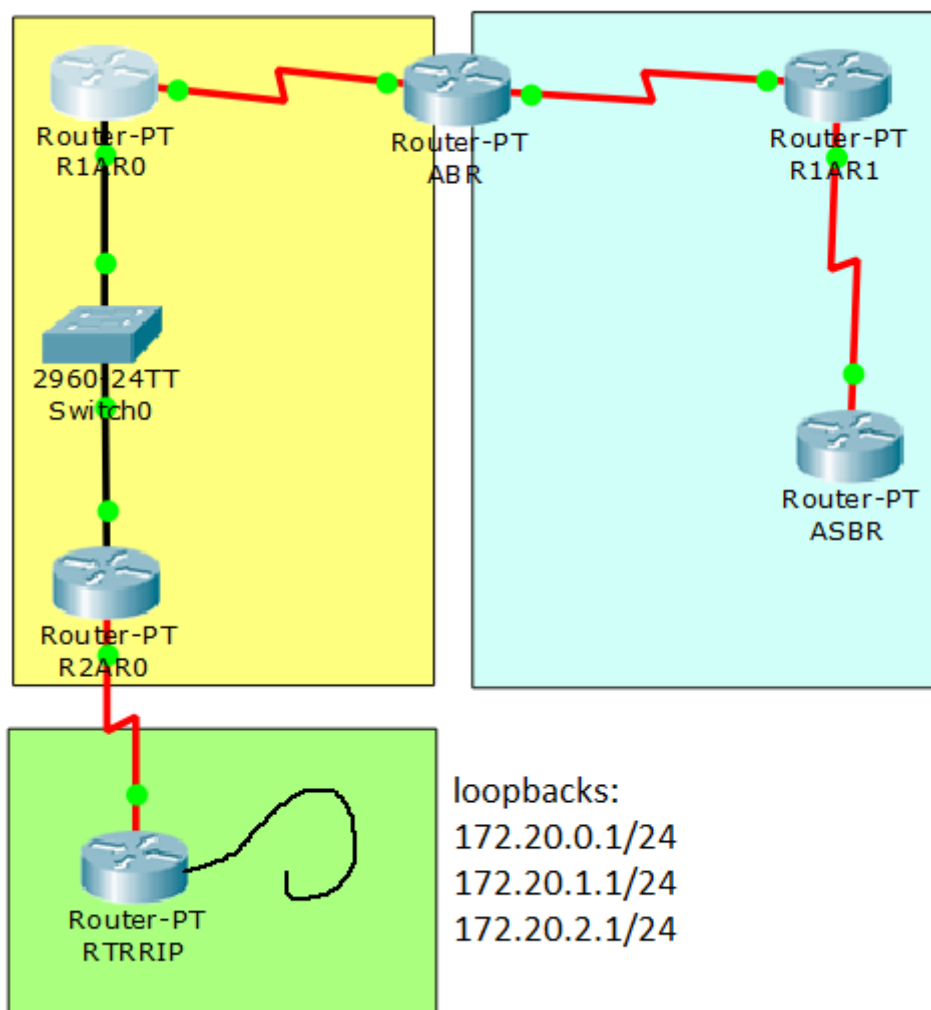 Router-PT
R1AR0
Router-PT
ABR
Router-PT
R1AR1
2960-24TT
Switch0
Router-PT
ASBR
Router-PT
R2AR0
Router-PT
RTRRIP
loopbacks:
172.20.0.1/24
172.20.1.1/24
172.20.2.1/24